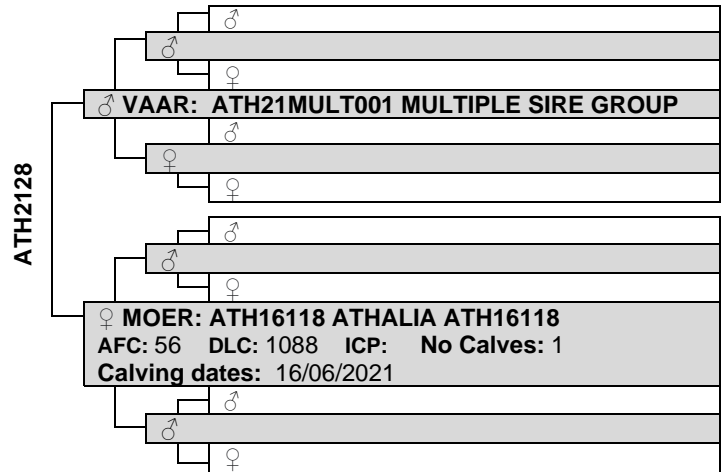 ♂
♂
♀
♂ VAAR: ATH21MULT001 MULTIPLE SIRE GROUP
♂
♀
♀
ATH2128
♂
♂
♀
♀ MOER: ATH16118 ATHALIA ATH16118
AFC: 56 DLC: 1088 ICP: No Calves: 1
Calving dates: 16/06/2021
♂
♂
♀